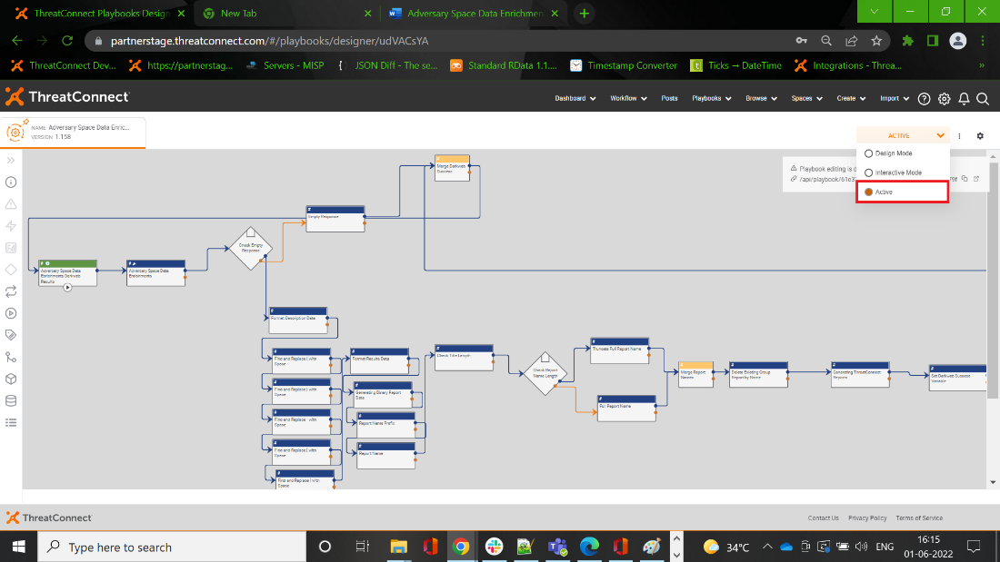 ThreatConnect Playbooks Design
New Tab
Adversary Space Data Enrichmen
partnerstage.threatconnect.com/#/playbooks/designer/udVACsYA
ThreatConnect Dev...
https://partnerstag...
Servers - MISP
JSON Diff - The se...
Standard RData 1.1....
Timestamp Converter
Ticks → DateTime
Integrations - Threa...
»
ThreatConnect
Dashboard
Workflow
Posts
Playbooks
Browse
Spaces
Create
Import
NAME Adversary Space Data Enric...
VERSION 1.158
ACTIVE
Design Mode
Interactive Mode
Active
Playbook editing is d
/api/playbook/61e3
Merge Darkweb
Success
Empty Response
Check Empty
Response
Adversary Space Data
Enrichments Darkweb
Results
Adversary Space Data
Enrichments
Format Description Data
Find and Replace [ with
Space
Format Results Data
Check Title Length
Check Report
Name Length
Truncate Full Report Name
Full Report Name
Merge Report
Names
Delete Existing Group
Report by Name
Generating ThreatConnect
Reports
Set Darkweb Success
Variable
Generating Binary Report
Data
Report Name Prefix
Report Name
Find and Replace
with
Space
Find and Replace
with
Space
Find and Replace
with
Space
Find and Replace
with
Space
ThreatConnect
Contact Us
Privacy Policy
Terms of Service
Type here to search
34°C
ENG
16:15
01-06-2022